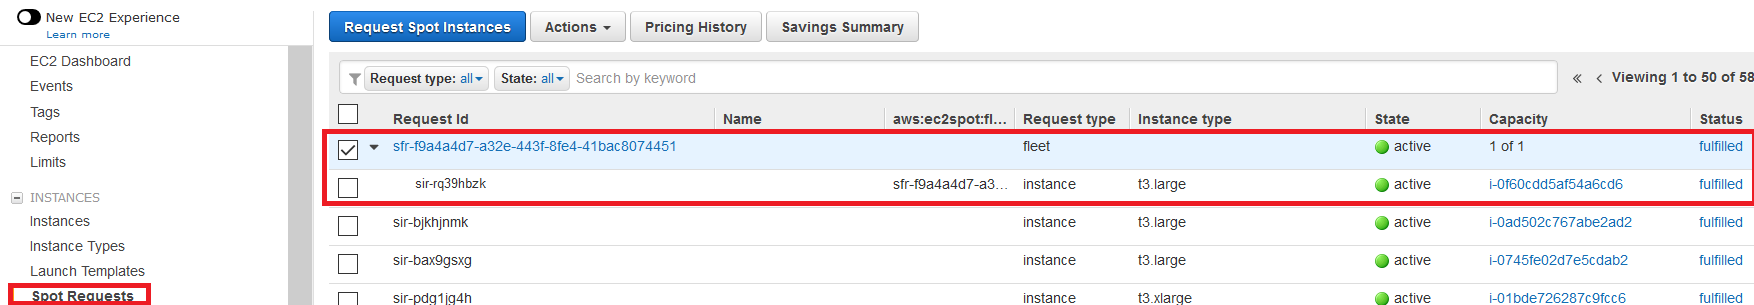 New EC2 Experience
Learn more
EC2 Dashboard
Events
Tags
Reports
Limits
INSTANCES
Instances
Instance Types
Launch Templates
Spot Requests
Request Spot Instances Actions Pricing History Savings Summary
Request type: all State: all Search by keyword « ‹ Viewing 1 to 50 of 58
Request Id Name aws:ec2spot:fl... Request type Instance type State Capacity Status
sfr-f9a4a4d7-a32e-443f-8fe4-41bac8074451 fleet active 1 of 1 fulfilled
sir-rq39hbzk sfr-f9a4a4d7-a3... instance t3.large active i-0f60cdd5af54a6cd6 fulfilled
sir-bjkhjnmk instance t3.large active i-0ad502c767abe2ad2 fulfilled
sir-bax9gsxg instance t3.large active i-0745fe02d7e5cdab2 fulfilled
sir-pdg1jg4h instance t3.xlarge active i-01bde726287c9fcc6 fulfilled